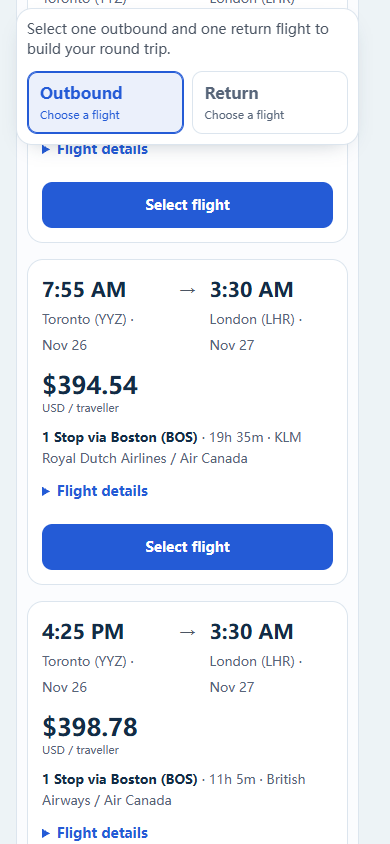 Toronto (YYZ) · London (LHR) ·
Select one outbound and one return flight to
build your round trip.
Outbound
Choose a flight
Return
Choose a flight
Flight details
Select flight
7:55 AM → 3:30 AM
Toronto (YYZ) · London (LHR) ·
Nov 26 Nov 27
$394.54
USD / traveller
1 Stop via Boston (BOS) · 19h 35m · KLM
Royal Dutch Airlines / Air Canada
Flight details
Select flight
4:25 PM → 3:30 AM
Toronto (YYZ) · London (LHR) ·
Nov 26 Nov 27
$398.78
USD / traveller
1 Stop via Boston (BOS) · 11h 5m · British
Airways / Air Canada
Flight details